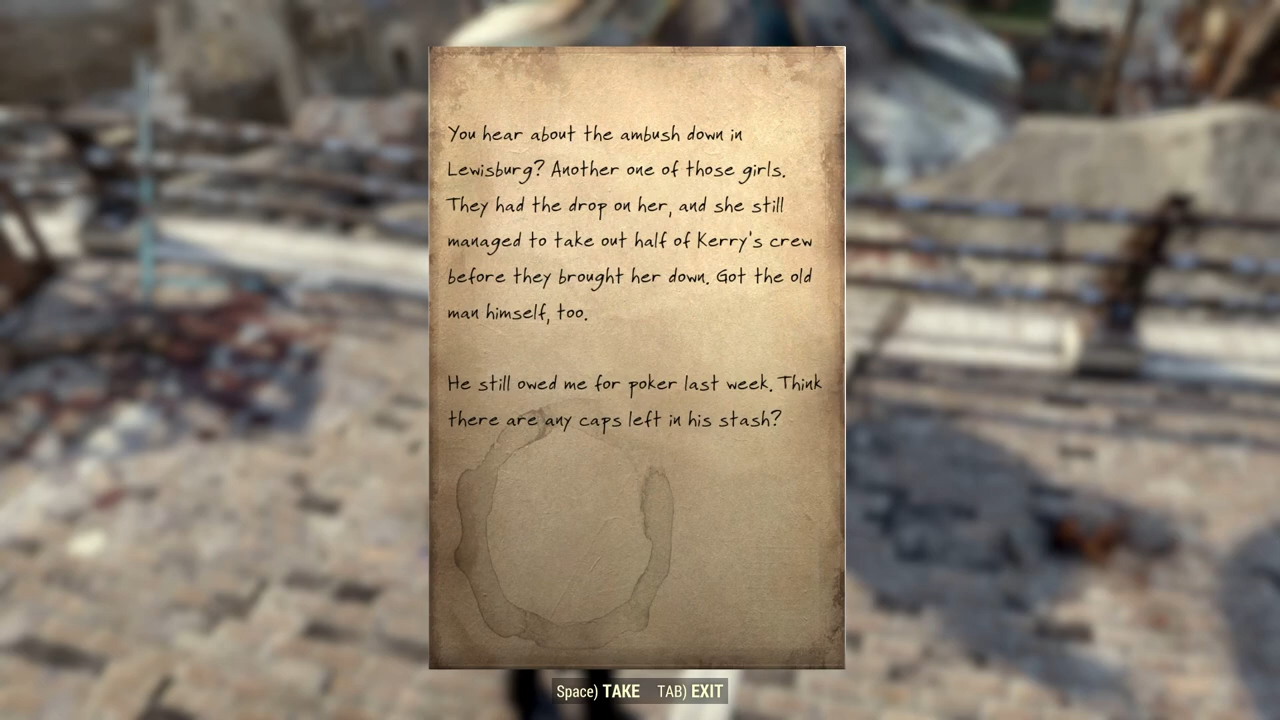 You hear about the ambush down in
Lewisburg? Another one of those girls.
They had the drop on her, and she still
managed to take out half of Kerry's crew
before they brought her down. Got the old
man himself, too.
He still owed me for poker last week. Think
there are any caps left in his stash?
Space) TAKE TAB) EXIT